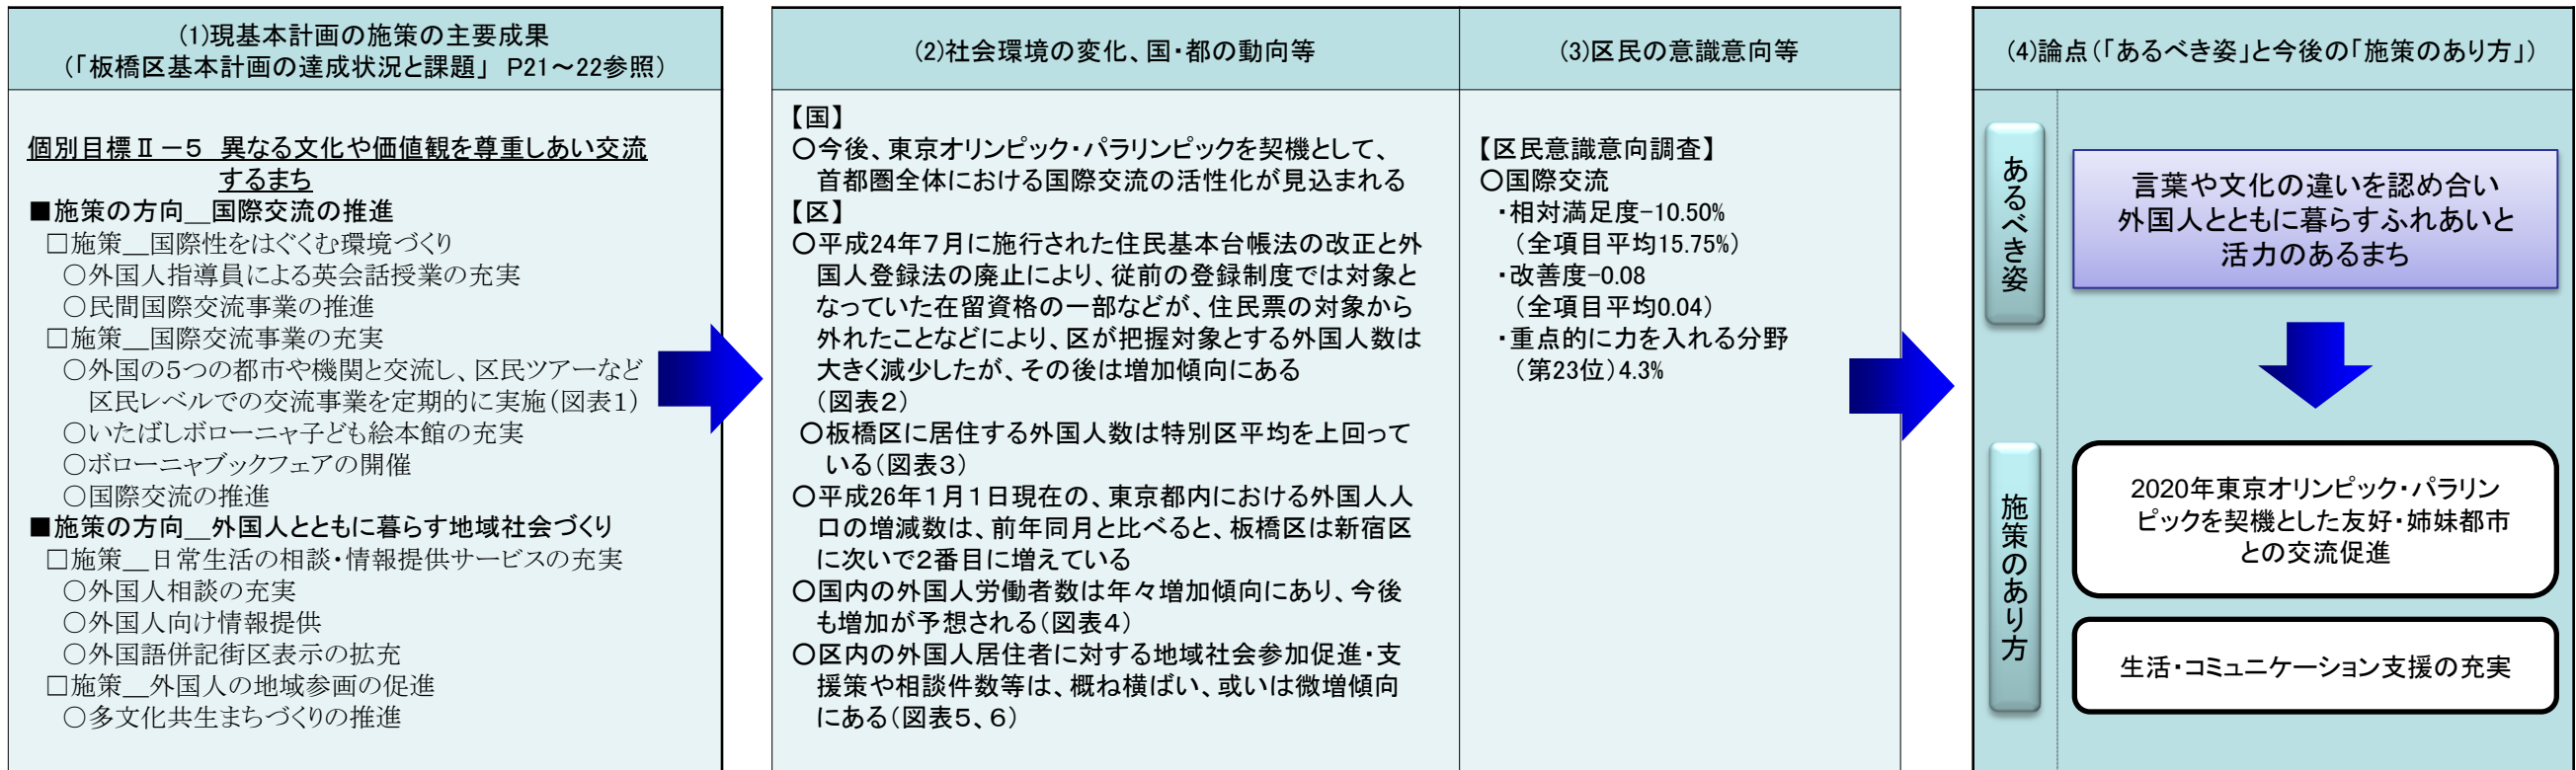 (1)現基本計画の施策の主要成果
(「板橋区基本計画の達成状況と課題」 P21～22参照)
個別目標Ⅱ－5 異なる文化や価値観を尊重しあい交流
するまち
■施策の方向__国際交流の推進
□施策__国際性をはぐくむ環境づくり
○外国人指導員による英会話授業の充実
○民間国際交流事業の推進
□施策__国際交流事業の充実
○外国の5つの都市や機関と交流し、区民ツアーなど
区民レベルでの交流事業を定期的に実施(図表1)
○いたばしボローニャ子ども絵本館の充実
○ボローニャブックフェアの開催
○国際交流の推進
■施策の方向__外国人とともに暮らす地域社会づくり
□施策__日常生活の相談・情報提供サービスの充実
○外国人相談の充実
○外国人向け情報提供
○外国語併記街区表示の拡充
□施策__外国人の地域参画の促進
○多文化共生まちづくりの推進
(2)社会環境の変化、国・都の動向等
【国】
○今後、東京オリンピック・パラリンピックを契機として、
首都圏全体における国際交流の活性化が見込まれる
【区】
○平成24年7月に施行された住民基本台帳法の改正と外
国人登録法の廃止により、従前の登録制度では対象と
なっていた在留資格の一部などが、住民票の対象から
外れたことなどにより、区が把握対象とする外国人数は
大きく減少したが、その後は増加傾向にある
(図表2)
○板橋区に居住する外国人数は特別区平均を上回って
いる(図表3)
○平成26年1月1日現在の、東京都内における外国人人
口の増減数は、前年同月と比べると、板橋区は新宿区
に次いで2番目に増えている
○国内の外国人労働者数は年々増加傾向にあり、今後
も増加が予想される(図表4)
○区内の外国人居住者に対する地域社会参加促進・支
援策や相談件数等は、概ね横ばい、或いは微増傾向
にある(図表5、6)
(3)区民の意識意向等
【区民意識意向調査】
○国際交流
・相対満足度-10.50%
(全項目平均15.75%)
・改善度-0.08
(全項目平均0.04)
・重点的に力を入れる分野
(第23位)4.3%
(4)論点(「あるべき姿」と今後の「施策のあり方」)
あるべき姿
言葉や文化の違いを認め合い
外国人とともに暮らすふれあいと
活力のあるまち
施策のあり方
2020年東京オリンピック・パラリン
ピックを契機とした友好・姉妹都市
との交流促進
生活・コミュニケーション支援の充実